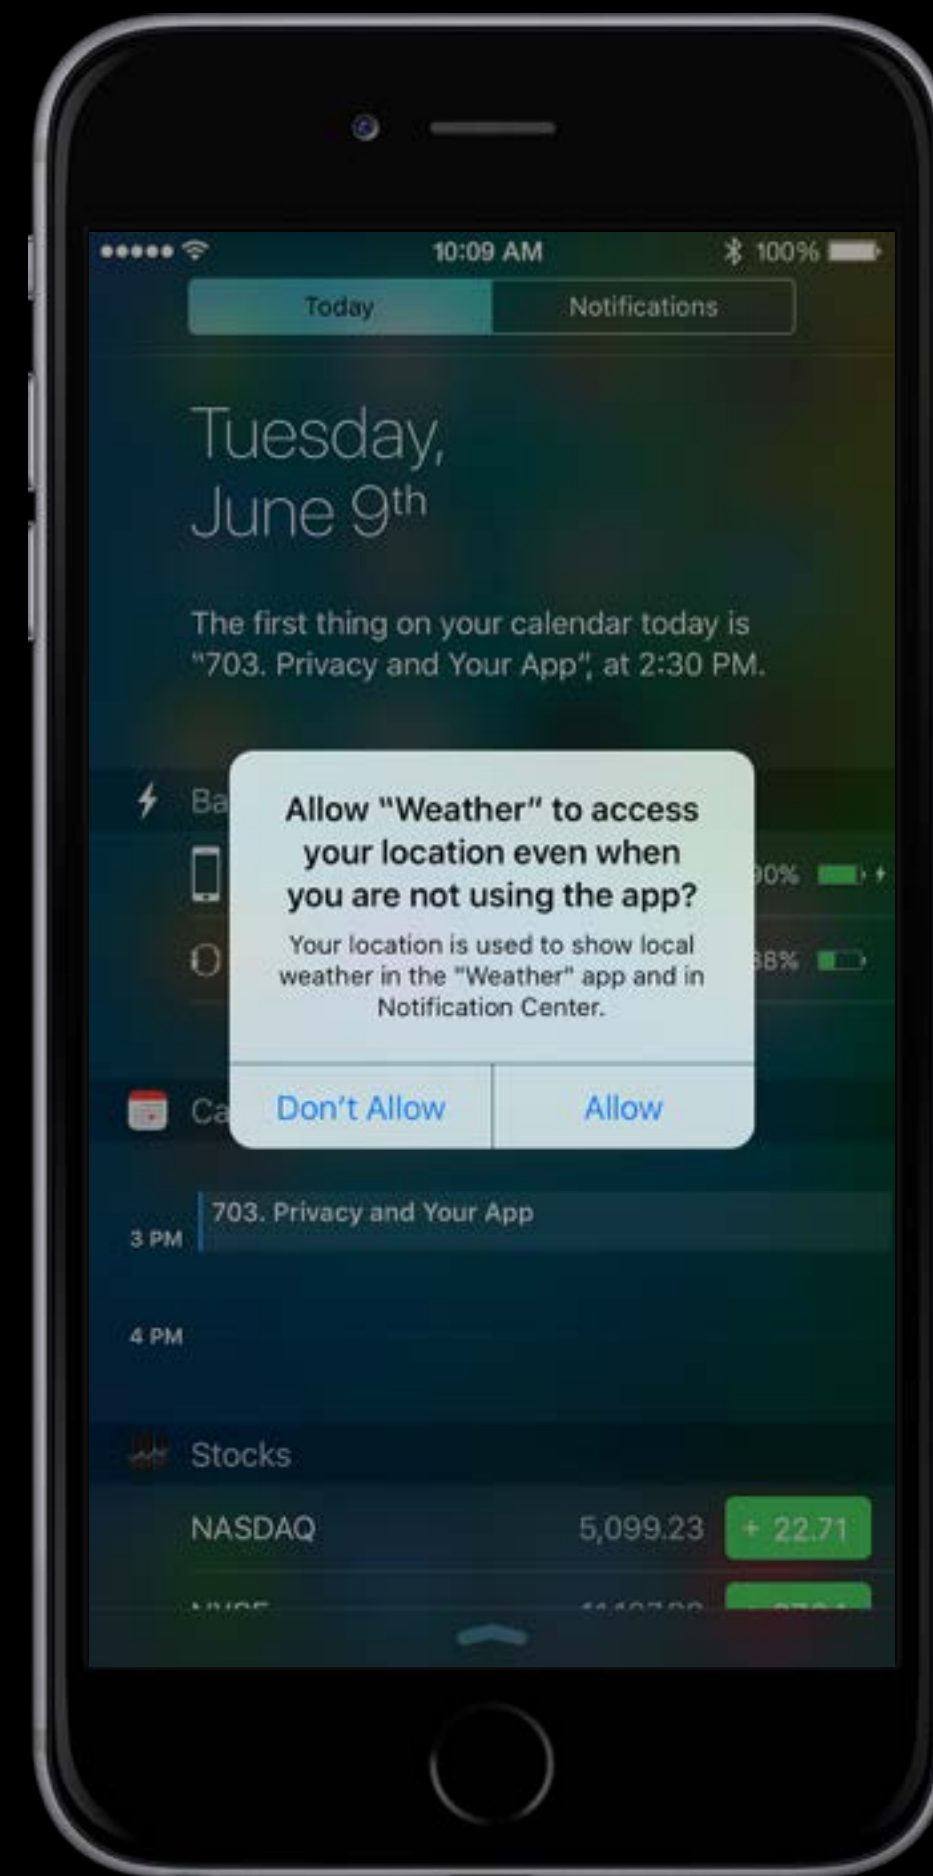 10:09 AM 100%
Today Notifications
Tuesday,
June 9th
The first thing on your calendar today is
"703. Privacy and Your App", at 2:30 PM.
Allow "Weather" to access
your location even when
you are not using the app?
Your location is used to show local
weather in the "Weather" app and in
Notification Center.
Don't Allow Allow
703. Privacy and Your App
3 PM
4 PM
Stocks
NASDAQ 5,099.23 + 22.71